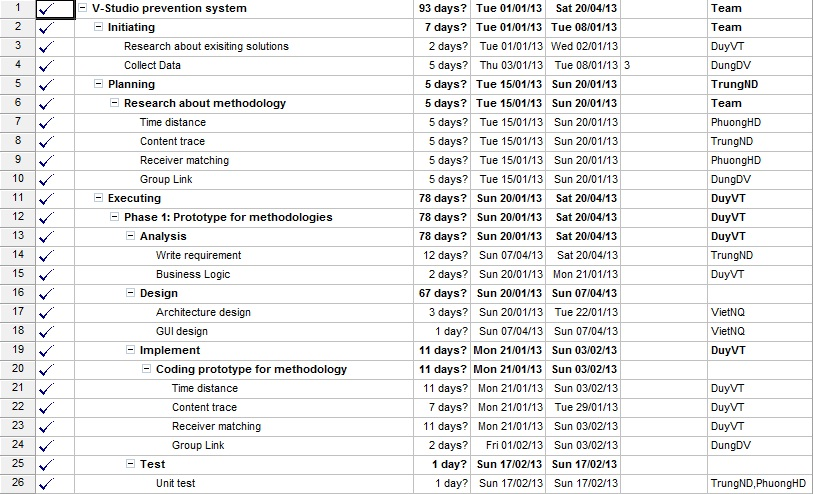 1 V-Studio prevention system 93 days? Tue 01/01/13 Sat 20/04/13 Team
2 Initiating 7 days? Tue 01/01/13 Tue 08/01/13 Team
3 Research about exisiting solutions 2 days? Tue 01/01/13 Wed 02/01/13 DuyVT
4 Collect Data 5 days? Thu 03/01/13 Tue 08/01/13 3 DungDV
5 Planning 5 days? Tue 15/01/13 Sun 20/01/13 TrungND
6 Research about methodology 5 days? Tue 15/01/13 Sun 20/01/13 Team
7 Time distance 5 days? Tue 15/01/13 Sun 20/01/13 PhuongHD
8 Content trace 5 days? Tue 15/01/13 Sun 20/01/13 TrungND
9 Receiver matching 5 days? Tue 15/01/13 Sun 20/01/13 PhuongHD
10 Group Link 5 days? Tue 15/01/13 Sun 20/01/13 DungDV
11 Executing 78 days? Sun 20/01/13 Sat 20/04/13 DuyVT
12 Phase 1: Prototype for methodologies 78 days? Sun 20/01/13 Sat 20/04/13 DuyVT
13 Analysis 78 days? Sun 20/01/13 Sat 20/04/13 DuyVT
14 Write requirement 12 days? Sun 07/04/13 Sat 20/04/13 TrungND
15 Business Logic 2 days? Sun 20/01/13 Mon 21/01/13 DuyVT
16 Design 67 days? Sun 20/01/13 Sun 07/04/13
17 Architecture design 3 days? Sun 20/01/13 Tue 22/01/13 VietNQ
18 GUI design 1 day? Sun 07/04/13 Sun 07/04/13 VietNQ
19 Implement 11 days? Mon 21/01/13 Sun 03/02/13 DuyVT
20 Coding prototype for methodology 11 days? Mon 21/01/13 Sun 03/02/13
21 Time distance 11 days? Mon 21/01/13 Sun 03/02/13 DuyVT
22 Content trace 7 days? Mon 21/01/13 Tue 29/01/13 DuyVT
23 Receiver matching 11 days? Mon 21/01/13 Sun 03/02/13 DuyVT
24 Group Link 2 days? Fri 01/02/13 Sun 03/02/13 DungDV
25 Test 1 day? Sun 17/02/13 Sun 17/02/13
26 Unit test 1 day? Sun 17/02/13 Sun 17/02/13 TrungND,PhuongHD